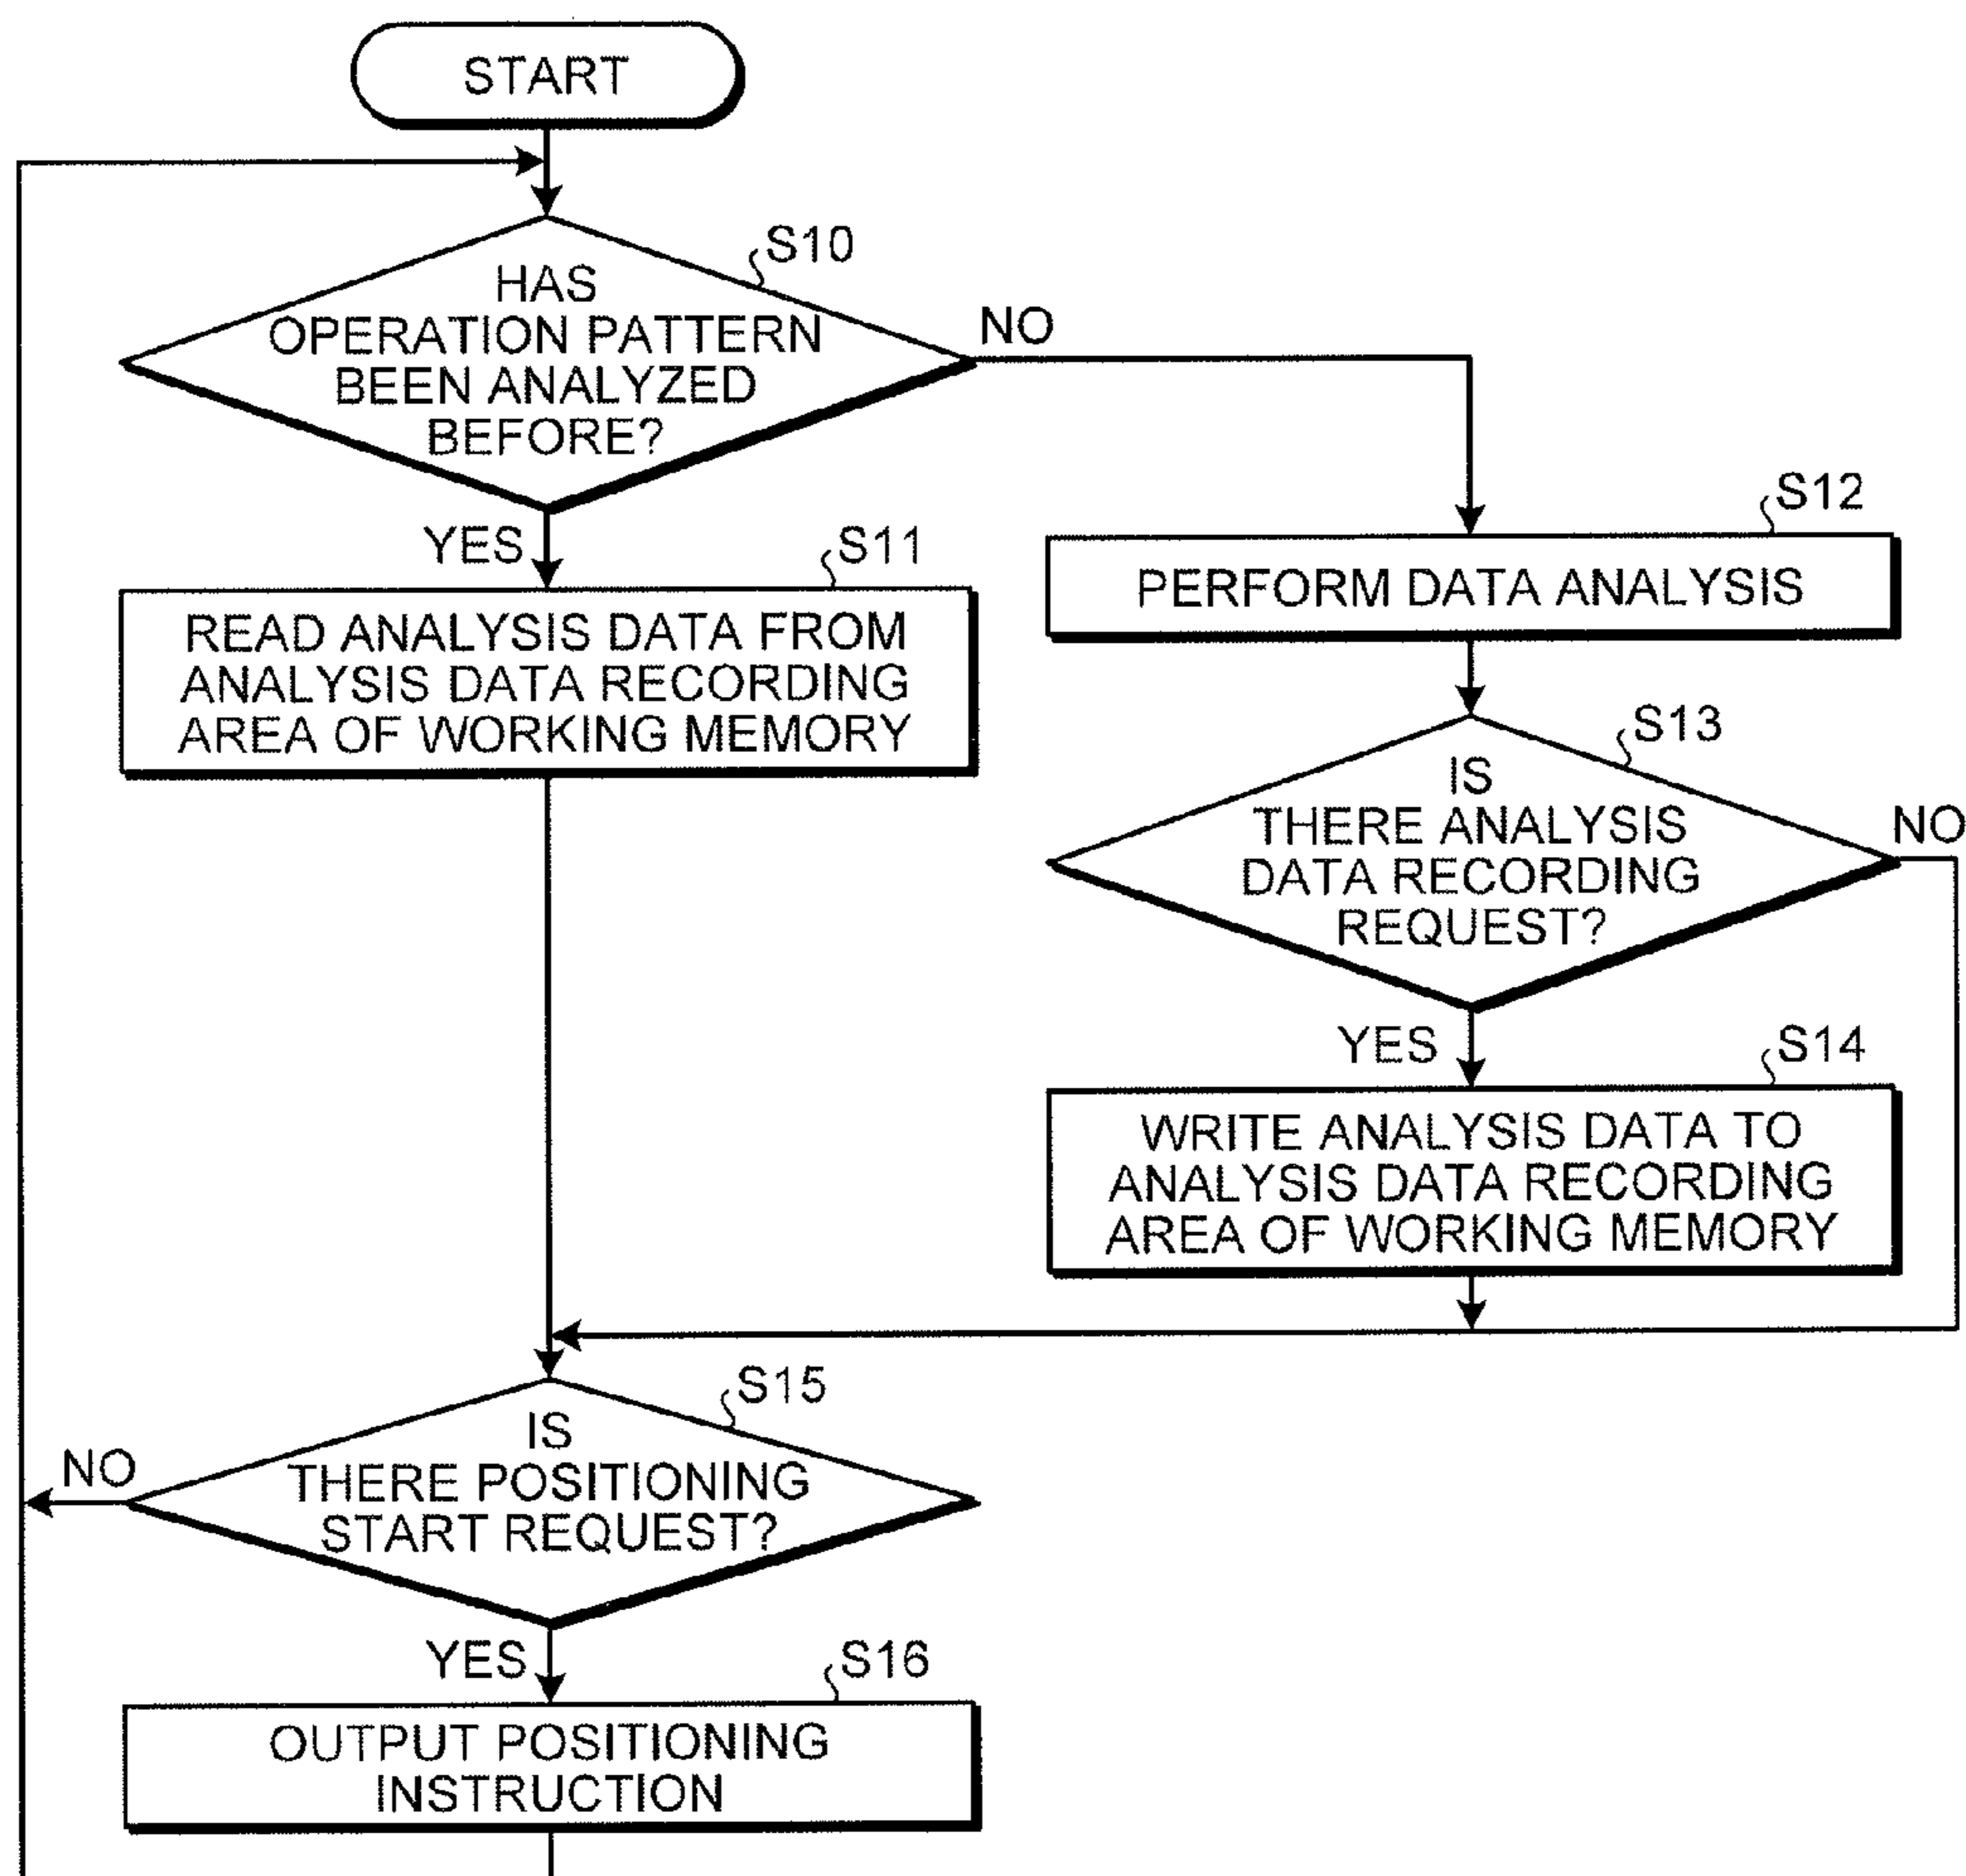 START
S10
HAS
OPERATION PATTERN
BEEN ANALYZED
BEFORE?
NO
YES
S11
READ ANALYSIS DATA FROM
ANALYSIS DATA RECORDING
AREA OF WORKING MEMORY
S12
PERFORM DATA ANALYSIS
S13
IS
THERE ANALYSIS
DATA RECORDING
REQUEST?
NO
YES
S14
WRITE ANALYSIS DATA TO
ANALYSIS DATA RECORDING
AREA OF WORKING MEMORY
S15
IS
THERE POSITIONING
START REQUEST?
NO
YES
S16
OUTPUT POSITIONING
INSTRUCTION